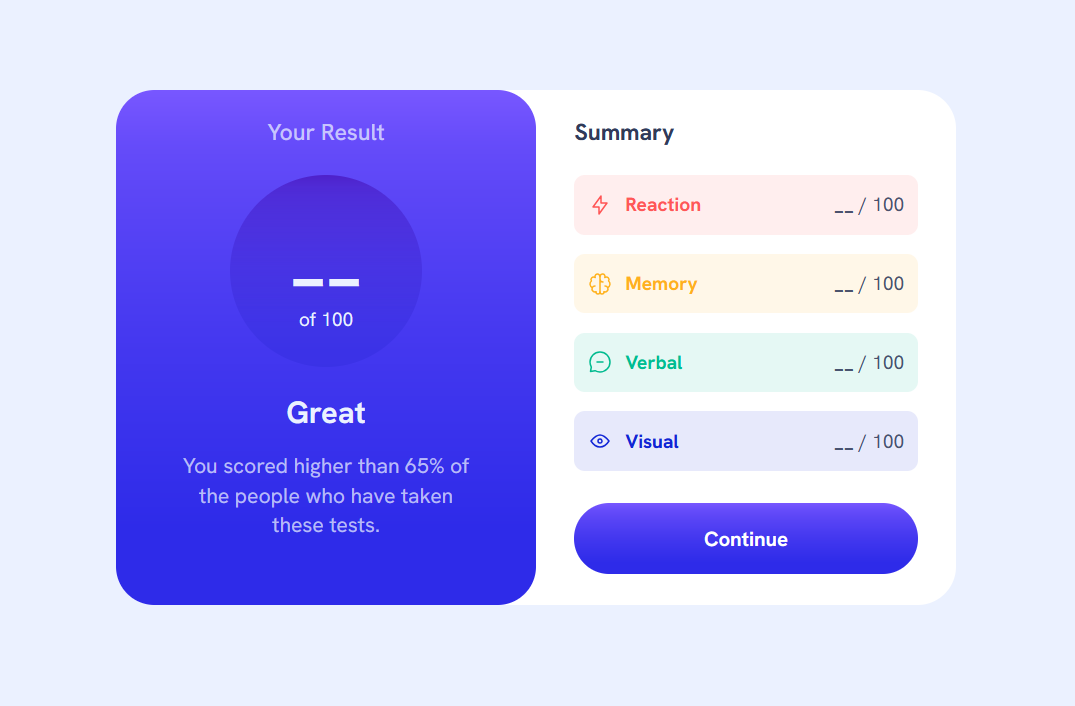 Your Result
__
of 100
Great
You scored higher than 65% of
the people who have taken
these tests.
Summary
Reaction __ / 100
Memory __ / 100
Verbal __ / 100
Visual __ / 100
Continue